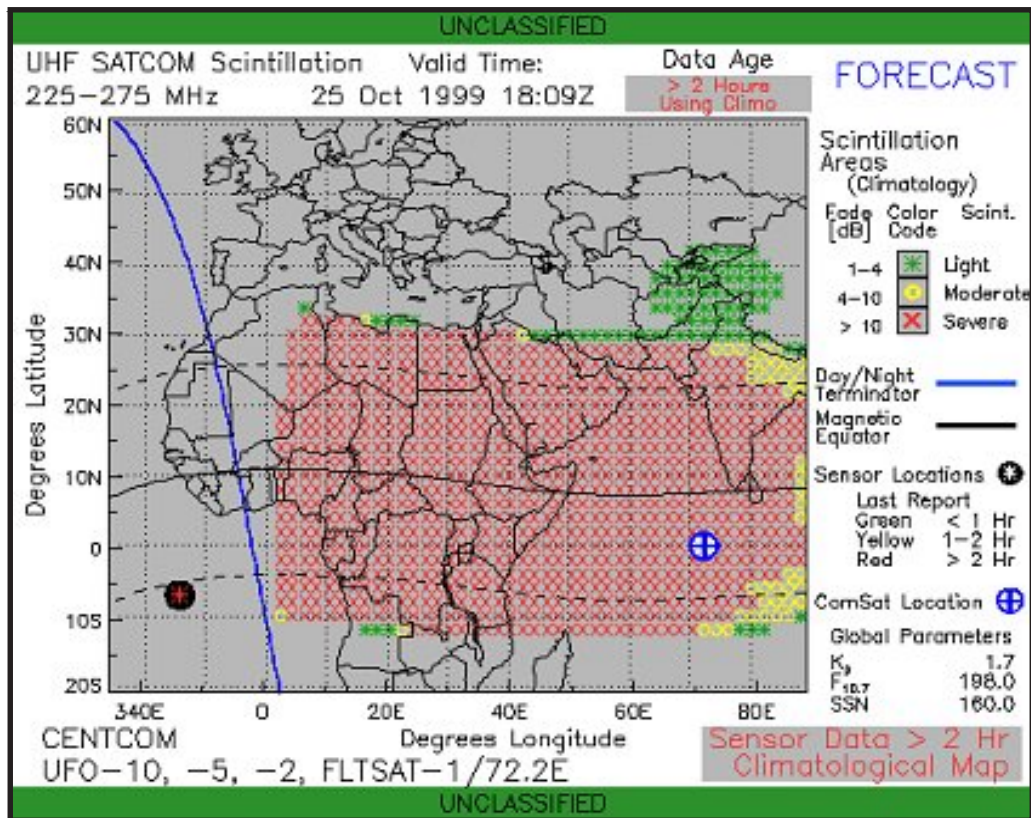 UNCLASSIFIED
UHF SATCOM Scintillation Valid Time: Data Age
225-275 MHz 25 Oct 1999 18:09Z > 2 Hours
Using Climo
FORECAST
60N
50N
40N
30N
20N
10N
0
10S
20S
Degrees Latitude
340E 0 20E 40E 60E 80E
Degrees Longitude
Scintillation
Areas
(Climatology)
Fade Color Scint.
[dB] Code
1-4 Light
4-10 Moderate
> 10 Severe
Day/Night
Terminator
Magnetic
Equator
Sensor Locations
Last Report
Green < 1 Hr
Yellow 1-2 Hr
Red > 2 Hr
ComSat Location
Global Parameters
Kp 1.7
F10.7 198.0
SSN 160.0
CENTCOM
UFO-10, -5, -2, FLTSAT-1/72.2E
Sensor Data > 2 Hr
Climatological Map
UNCLASSIFIED